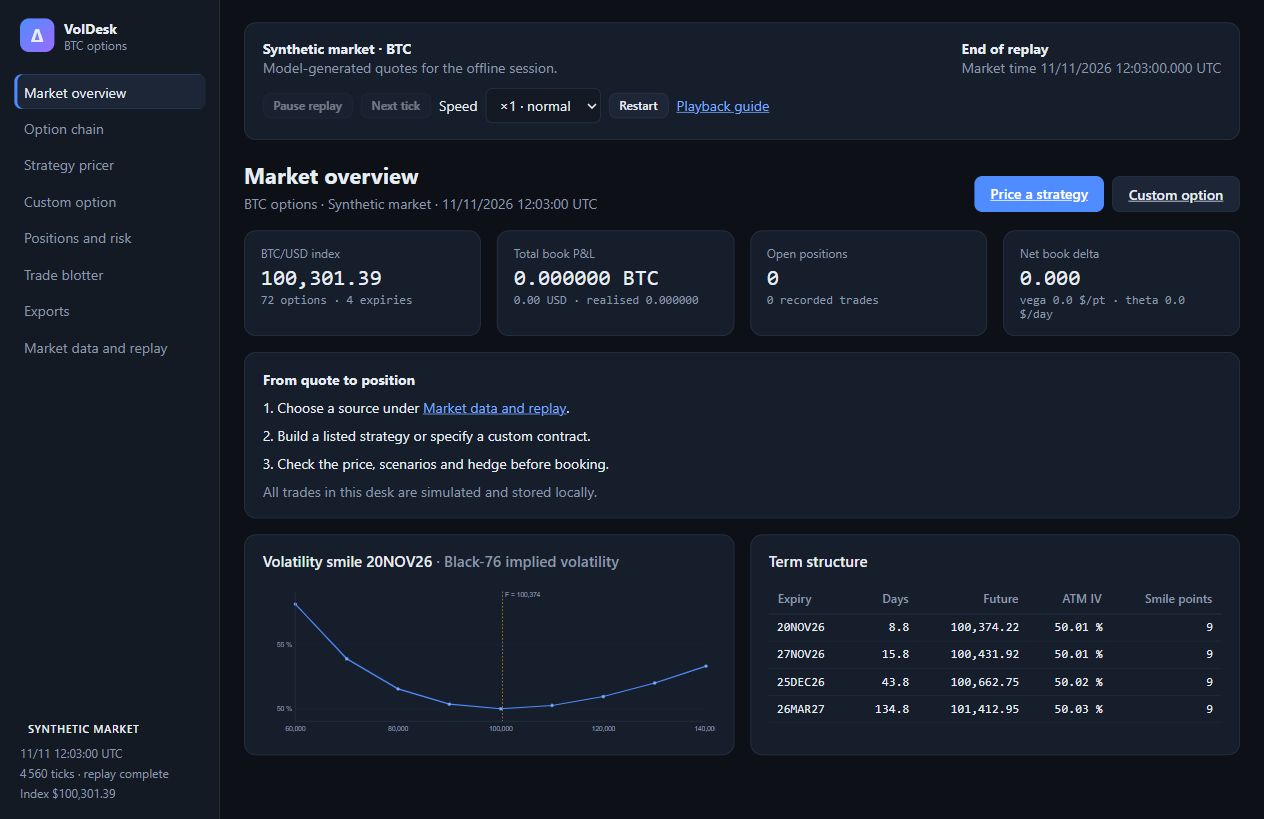 Δ
VolDesk
BTC options
Market overview
Option chain
Strategy pricer
Custom option
Positions and risk
Trade blotter
Exports
Market data and replay
SYNTHETIC MARKET
11/11 12:03:00 UTC
4 560 ticks · replay complete
Index $100,301.39
Synthetic market · BTC
Model-generated quotes for the offline session.
End of replay
Market time 11/11/2026 12:03:00.000 UTC
Pause replay Next tick Speed ×1 · normal Restart Playback guide
Market overview
BTC options · Synthetic market · 11/11/2026 12:03:00 UTC
Price a strategy Custom option
BTC/USD index
100,301.39
72 options · 4 expiries
Total book P&L
0.000000 BTC
0.00 USD · realised 0.000000
Open positions
0
0 recorded trades
Net book delta
0.000
vega 0.0 $/pt · theta 0.0
$/day
From quote to position
1. Choose a source under Market data and replay.
2. Build a listed strategy or specify a custom contract.
3. Check the price, scenarios and hedge before booking.
All trades in this desk are simulated and stored locally.
Volatility smile 20NOV26 · Black-76 implied volatility
F = 100,374
55 %
50 %
60,000 80,000 100,000 120,000 140,00
Term structure
Expiry Days Future ATM IV Smile points
20NOV26 8.8 100,374.22 50.01 % 9
27NOV26 15.8 100,431.92 50.01 % 9
25DEC26 43.8 100,662.75 50.02 % 9
26MAR27 134.8 101,412.95 50.03 % 9